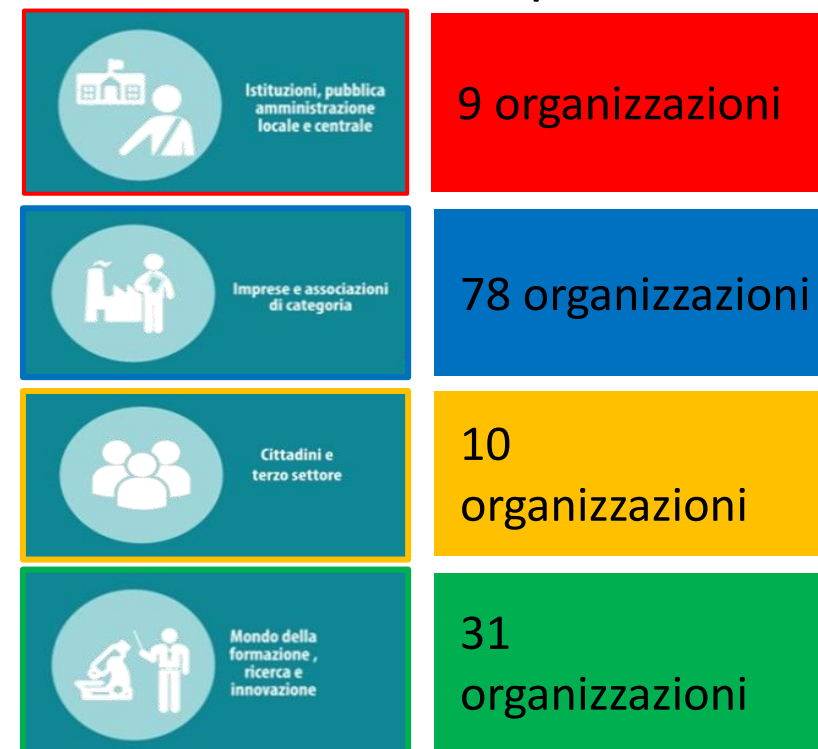 Istituzioni, pubblica
amministrazione
locale e centrale
9 organizzazioni
Imprese e associazioni
di categoria
78 organizzazioni
Cittadini e
terzo settore
10
organizzazioni
Mondo della
formazione ,
ricerca e
innovazione
31
organizzazioni